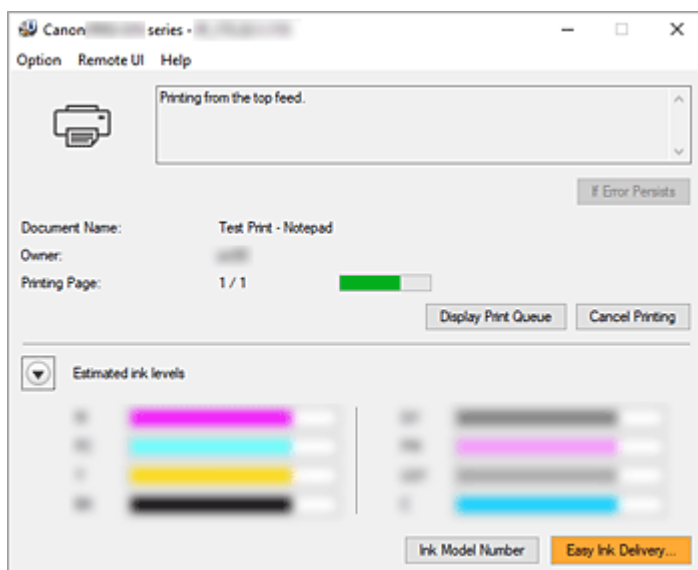 Canon series -
Option Remote UI Help
Printing from the top feed.
If Error Persists
Document Name: Test Print - Notepad
Owner:
Printing Page: 1 / 1
Display Print Queue Cancel Printing
Estimated ink levels
Ink Model Number Easy Ink Delivery...